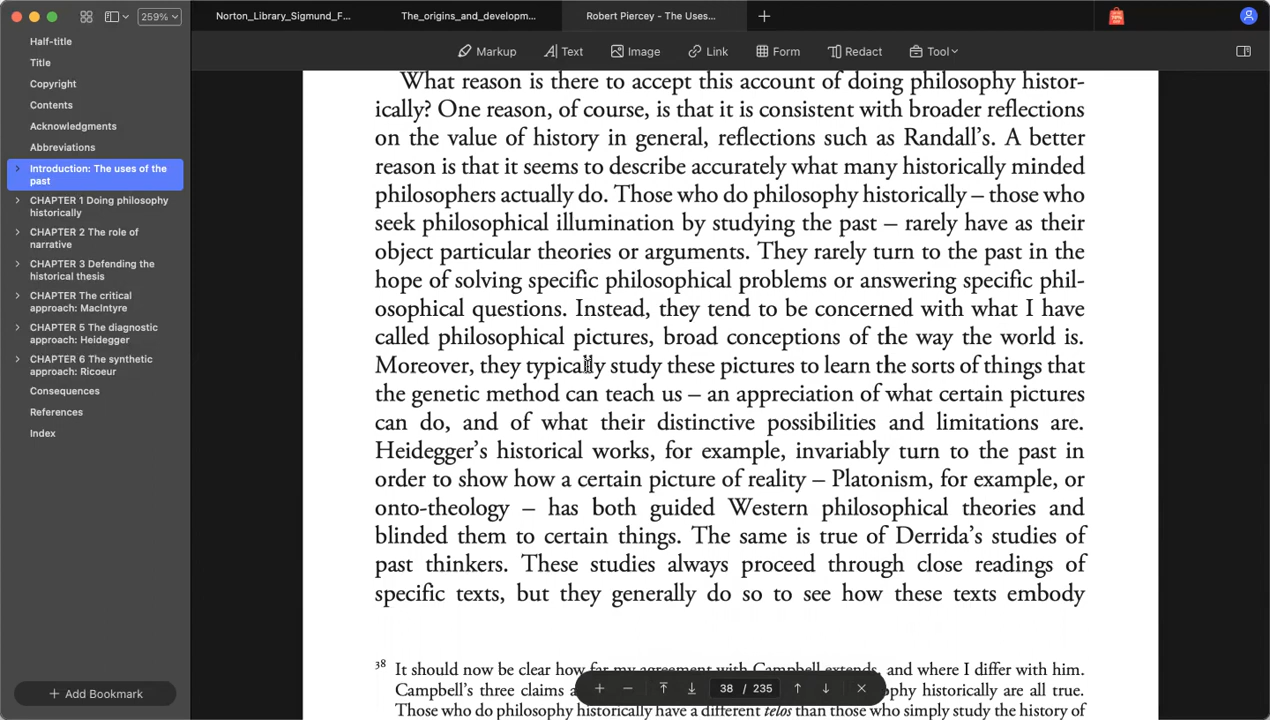 259%
Norton_Library_Sigmund_F...
The_origins_and_developm...
Robert Piercey - The Uses...
Markup
Text
Image
Link
Form
Redact
Tool
Half-title
Title
Copyright
Contents
Acknowledgments
Abbreviations
Introduction: The uses of the
past
CHAPTER 1 Doing philosophy
historically
CHAPTER 2 The role of
narrative
CHAPTER 3 Defending the
historical thesis
CHAPTER The critical
approach: MacIntyre
CHAPTER 5 The diagnostic
approach: Heidegger
CHAPTER 6 The synthetic
approach: Ricoeur
Consequences
References
Index
Add Bookmark
What reason is there to accept this account of doing philosophy histor-
ically? One reason, of course, is that it is consistent with broader reflections
on the value of history in general, reflections such as Randall's. A better
reason is that it seems to describe accurately what many historically minded
philosophers actually do. Those who do philosophy historically – those who
seek philosophical illumination by studying the past – rarely have as their
object particular theories or arguments. They rarely turn to the past in the
hope of solving specific philosophical problems or answering specific phil-
osophical questions. Instead, they tend to be concerned with what I have
called philosophical pictures, broad conceptions of the way the world is.
Moreover, they typically study these pictures to learn the sorts of things that
the genetic method can teach us – an appreciation of what certain pictures
can do, and of what their distinctive possibilities and limitations are.
Heidegger's historical works, for example, invariably turn to the past in
order to show how a certain picture of reality – Platonism, for example, or
onto-theology – has both guided Western philosophical theories and
blinded them to certain things. The same is true of Derrida's studies of
past thinkers. These studies always proceed through close readings of
specific texts, but they generally do so to see how these texts embody
38 It should now be clear how far my agreement with Campbell extends, and where I differ with him.
Campbell's three claims a phy historically are all true.
Those who do philosophy historically have a different telos than those who simply study the history of
38 / 235